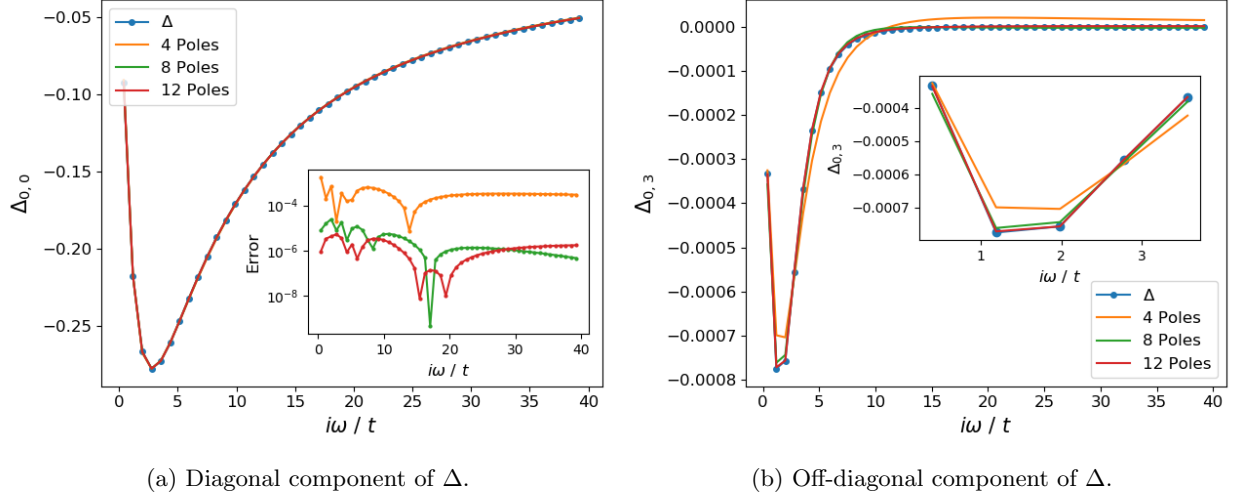 −0.05
−0.10
−0.15
−0.20
−0.25
Δ0, 0
Δ
4 Poles
8 Poles
12 Poles
10−4
10−6
10−8
Error
0 10 20 30 40
iω / t
0 5 10 15 20 25 30 35 40
iω / t
(a) Diagonal component of Δ.
0.0000
−0.0001
−0.0002
−0.0003
−0.0004
−0.0005
−0.0006
−0.0007
−0.0008
Δ0, 3
−0.0004
−0.0005
−0.0006
−0.0007
Δ0, 3
1 2 3
iω / t
Δ
4 Poles
8 Poles
12 Poles
0 5 10 15 20 25 30 35 40
iω / t
(b) Off-diagonal component of Δ.